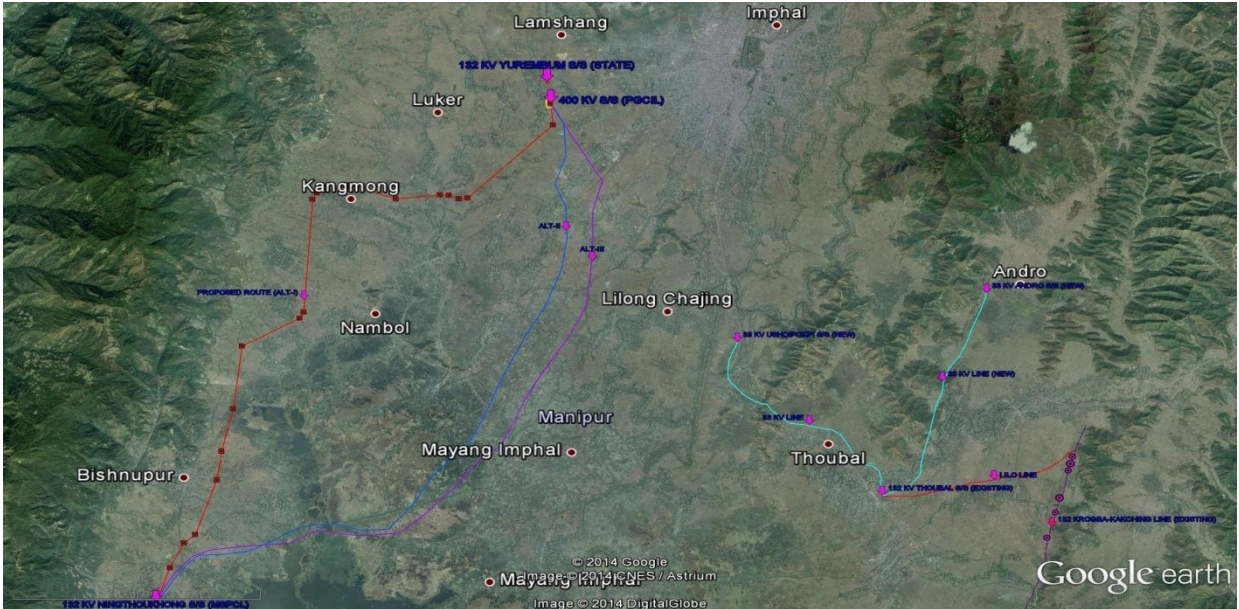 Imphal
Lamshang
132 KV YUREMBUM S/S (STATE)
Luker
400 KV S/S (PGCIL)
Kangmong
ALT-II
ALT-III
Andro
33 KV ANDRO S/S (NEW)
PROPOSED ROUTE (ALT-I)
Lilong Chajing
Nambol
33 KV USHOIPOKPI S/S (NEW)
33 KV LINE (NEW)
Manipur
33 KV LINE
Mayang Imphal
Thoubal
Bishnupur
LILO LINE
132 KV THOUBAL S/S (EXISTING)
132 KROGBA-KAKCHING LINE (EXISTING)
© 2014 Google
Image © 2014 CNES / Astrium
Mayang Imphal
Google earth
132 KV NINGTHOUKHONG S/S (MSPCL)
Image © 2014 DigitalGlobe